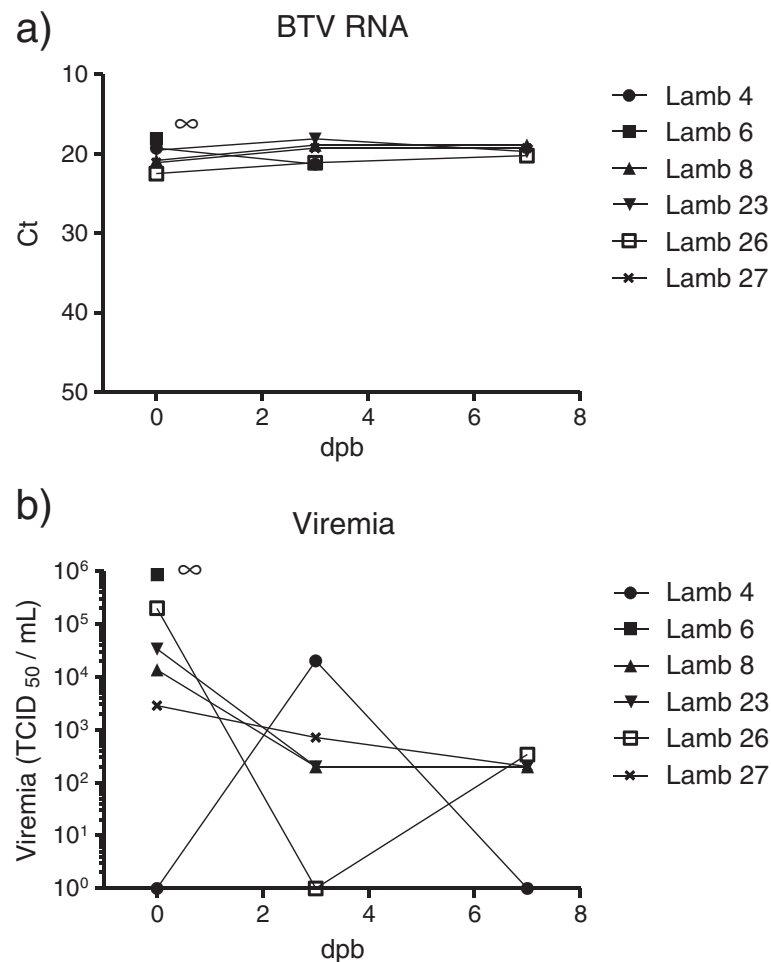 a)
BTV RNA
10
20
30
40
50
Ct
∞
0 2 4 6 8
dpb
Lamb 4
Lamb 6
Lamb 8
Lamb 23
Lamb 26
Lamb 27
b)
Viremia
10⁶
10⁵
10⁴
10³
10²
10¹
10⁰
Viremia (TCID 50 / mL)
∞
0 2 4 6 8
dpb
Lamb 4
Lamb 6
Lamb 8
Lamb 23
Lamb 26
Lamb 27